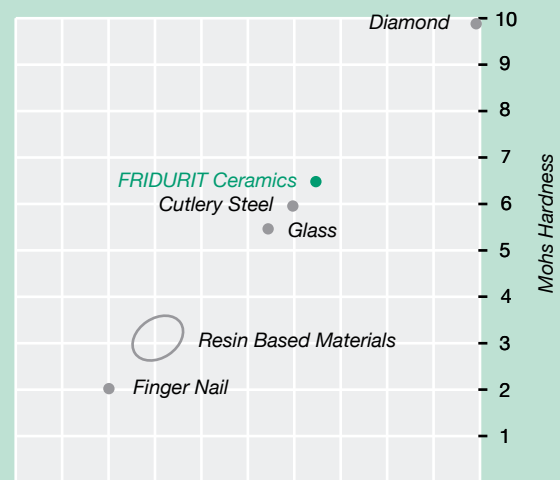 Diamond
10
9
8
7
FRIDURIT Ceramics
6
Cutlery Steel
Glass
5
Mohs Hardness
4
Resin Based Materials
3
Finger Nail
2
1